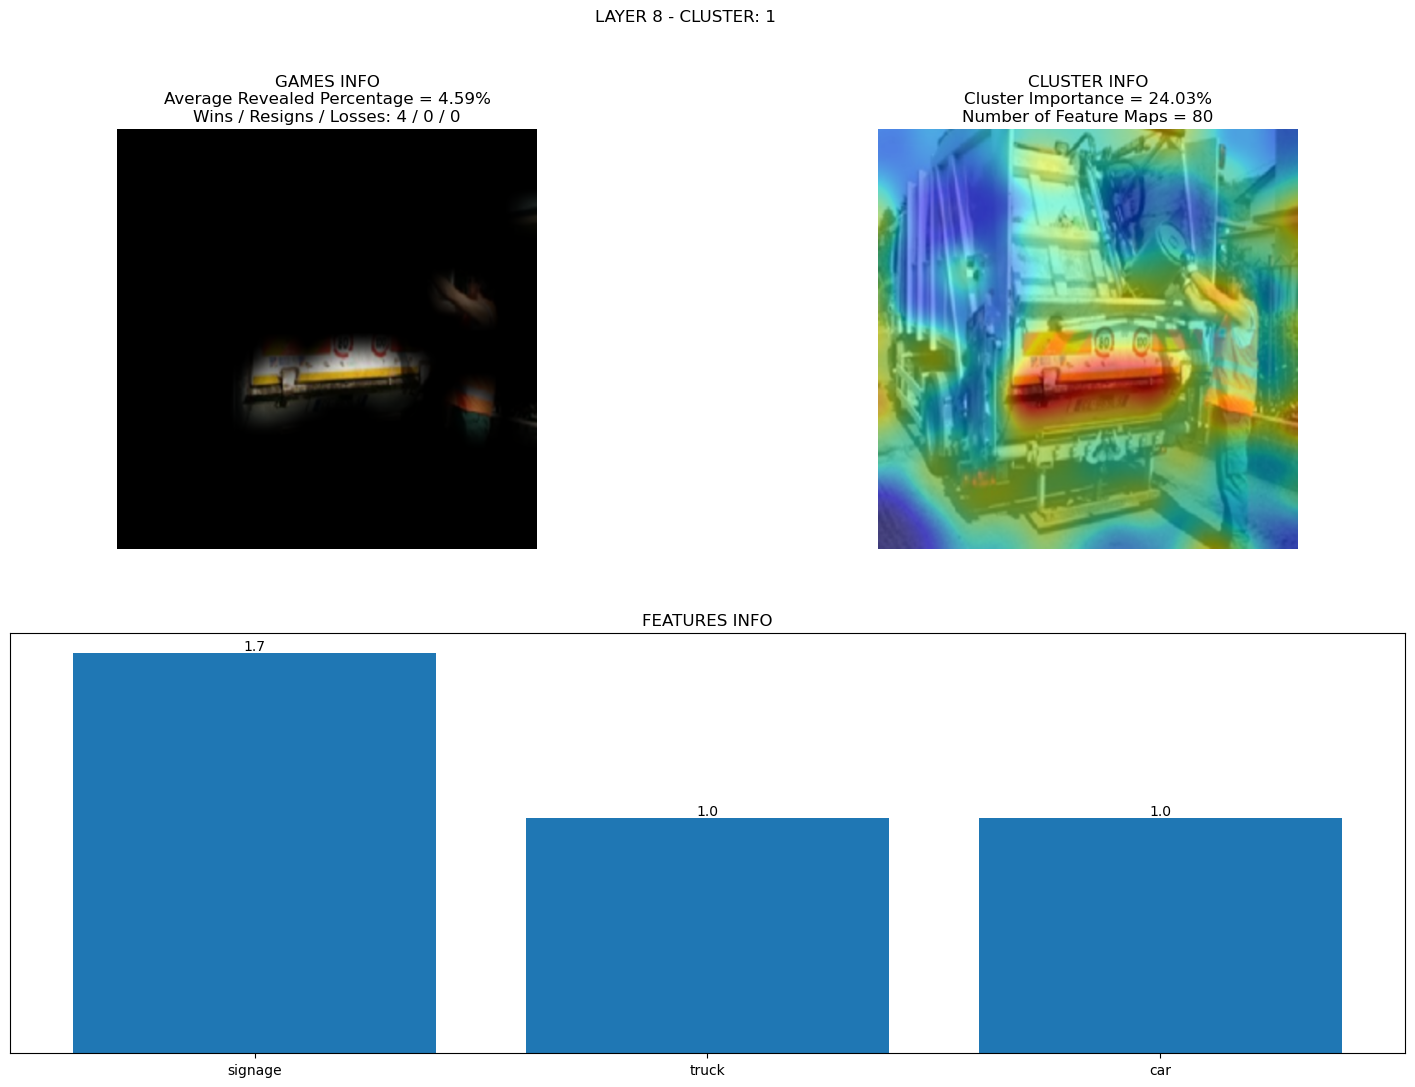 LAYER 8 - CLUSTER: 1
GAMES INFO
Average Revealed Percentage = 4.59%
Wins / Resigns / Losses: 4 / 0 / 0
CLUSTER INFO
Cluster Importance = 24.03%
Number of Feature Maps = 80
FEATURES INFO
1.7
1.0
1.0
signage
truck
car